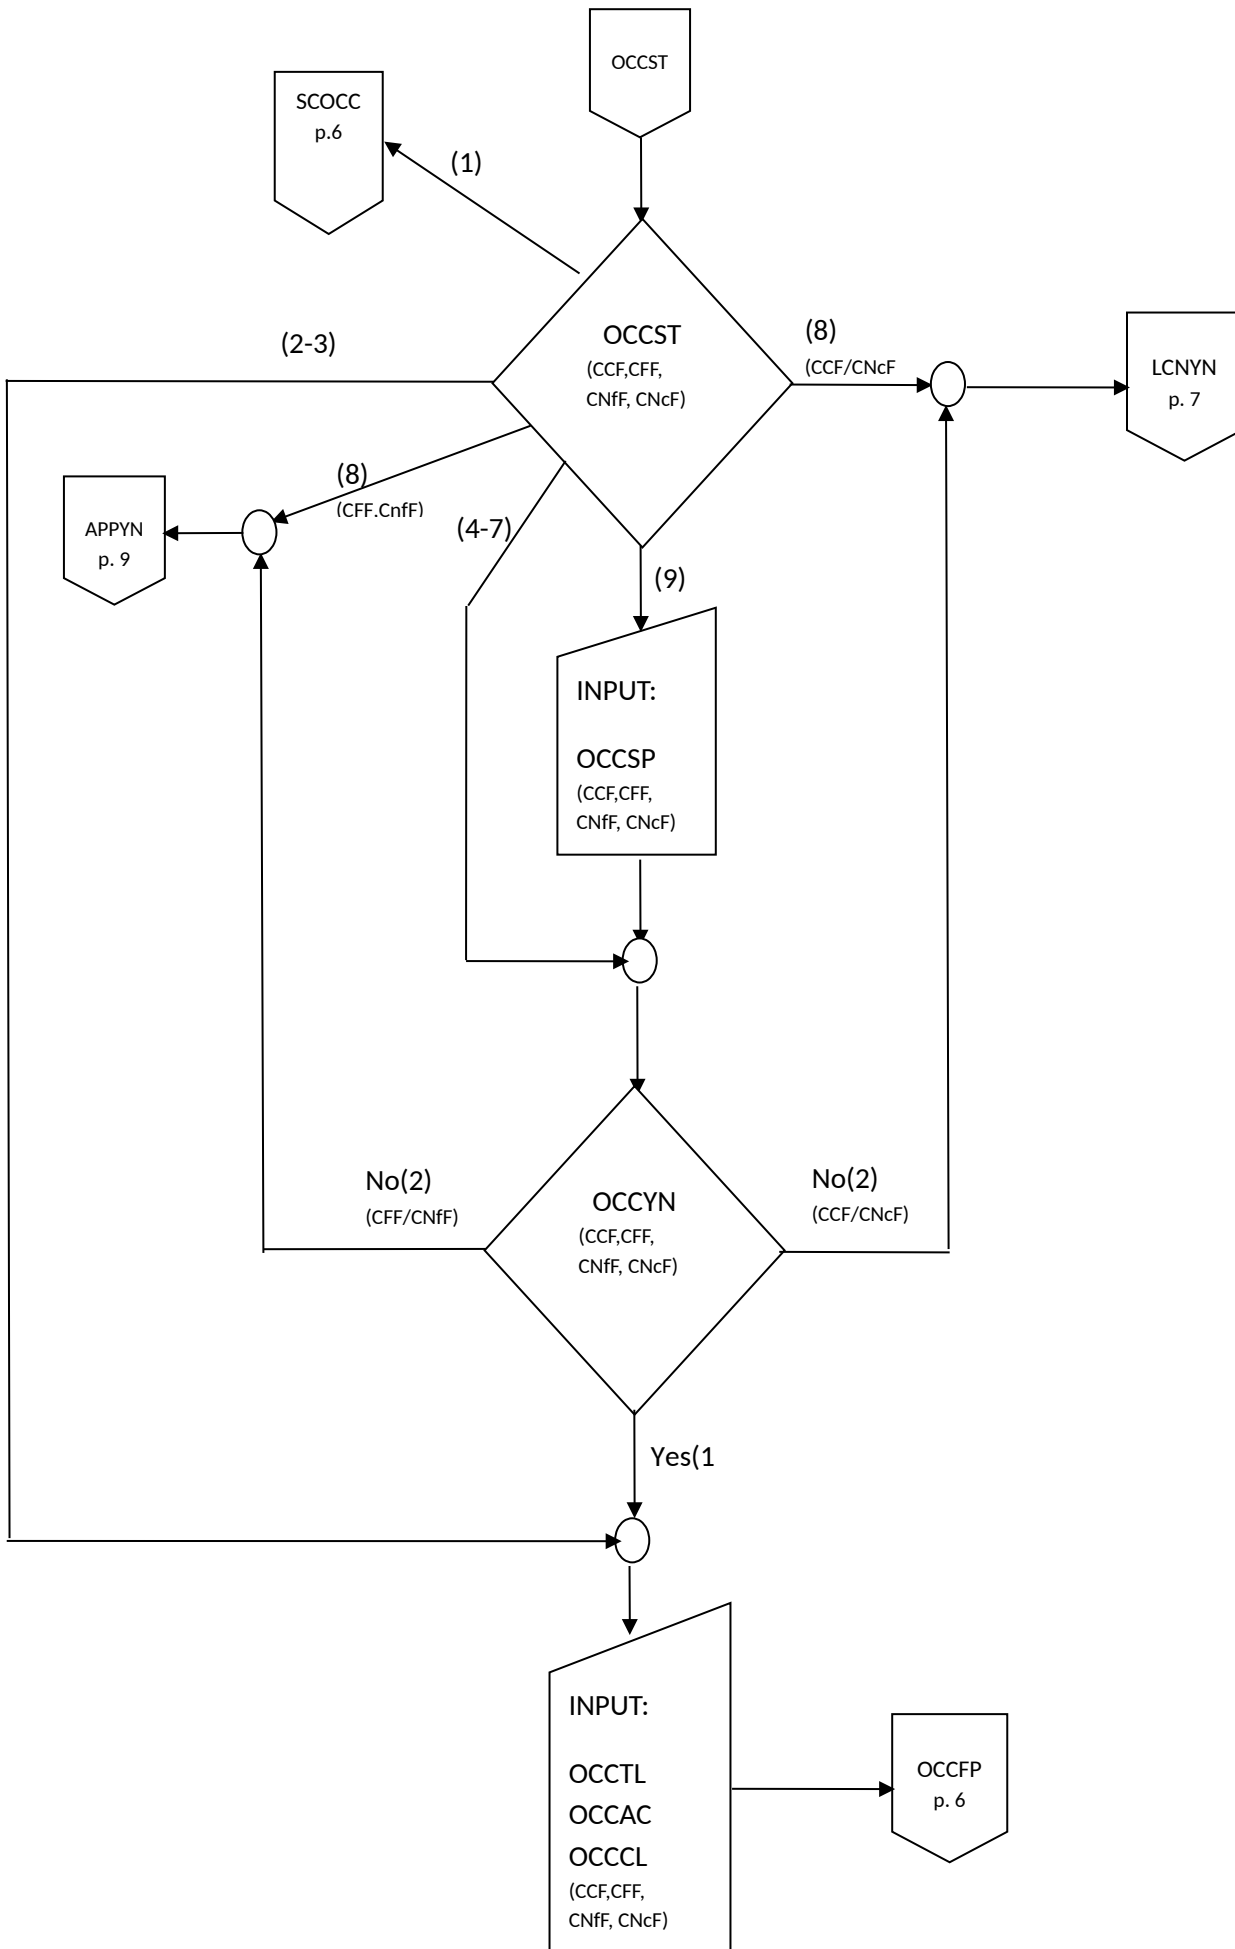 OCCST
SCOCC
p.6
(1)
OCCST
(CCF,CFF,
CNfF, CNcF)
(2-3)
(8)
(CCF/CNcF
LCNYN
p. 7
(8)
(CFF.CnfF)
(4-7)
APPYN
p. 9
(9)
INPUT:
OCCSP
(CCF,CFF,
CNfF, CNcF)
No(2)
(CFF/CNfF)
OCCYN
(CCF,CFF,
CNfF, CNcF)
No(2)
(CCF/CNcF)
Yes(1
INPUT:
OCCTL
OCCAC
OCCCL
(CCF,CFF,
CNfF, CNcF)
OCCFP
p. 6